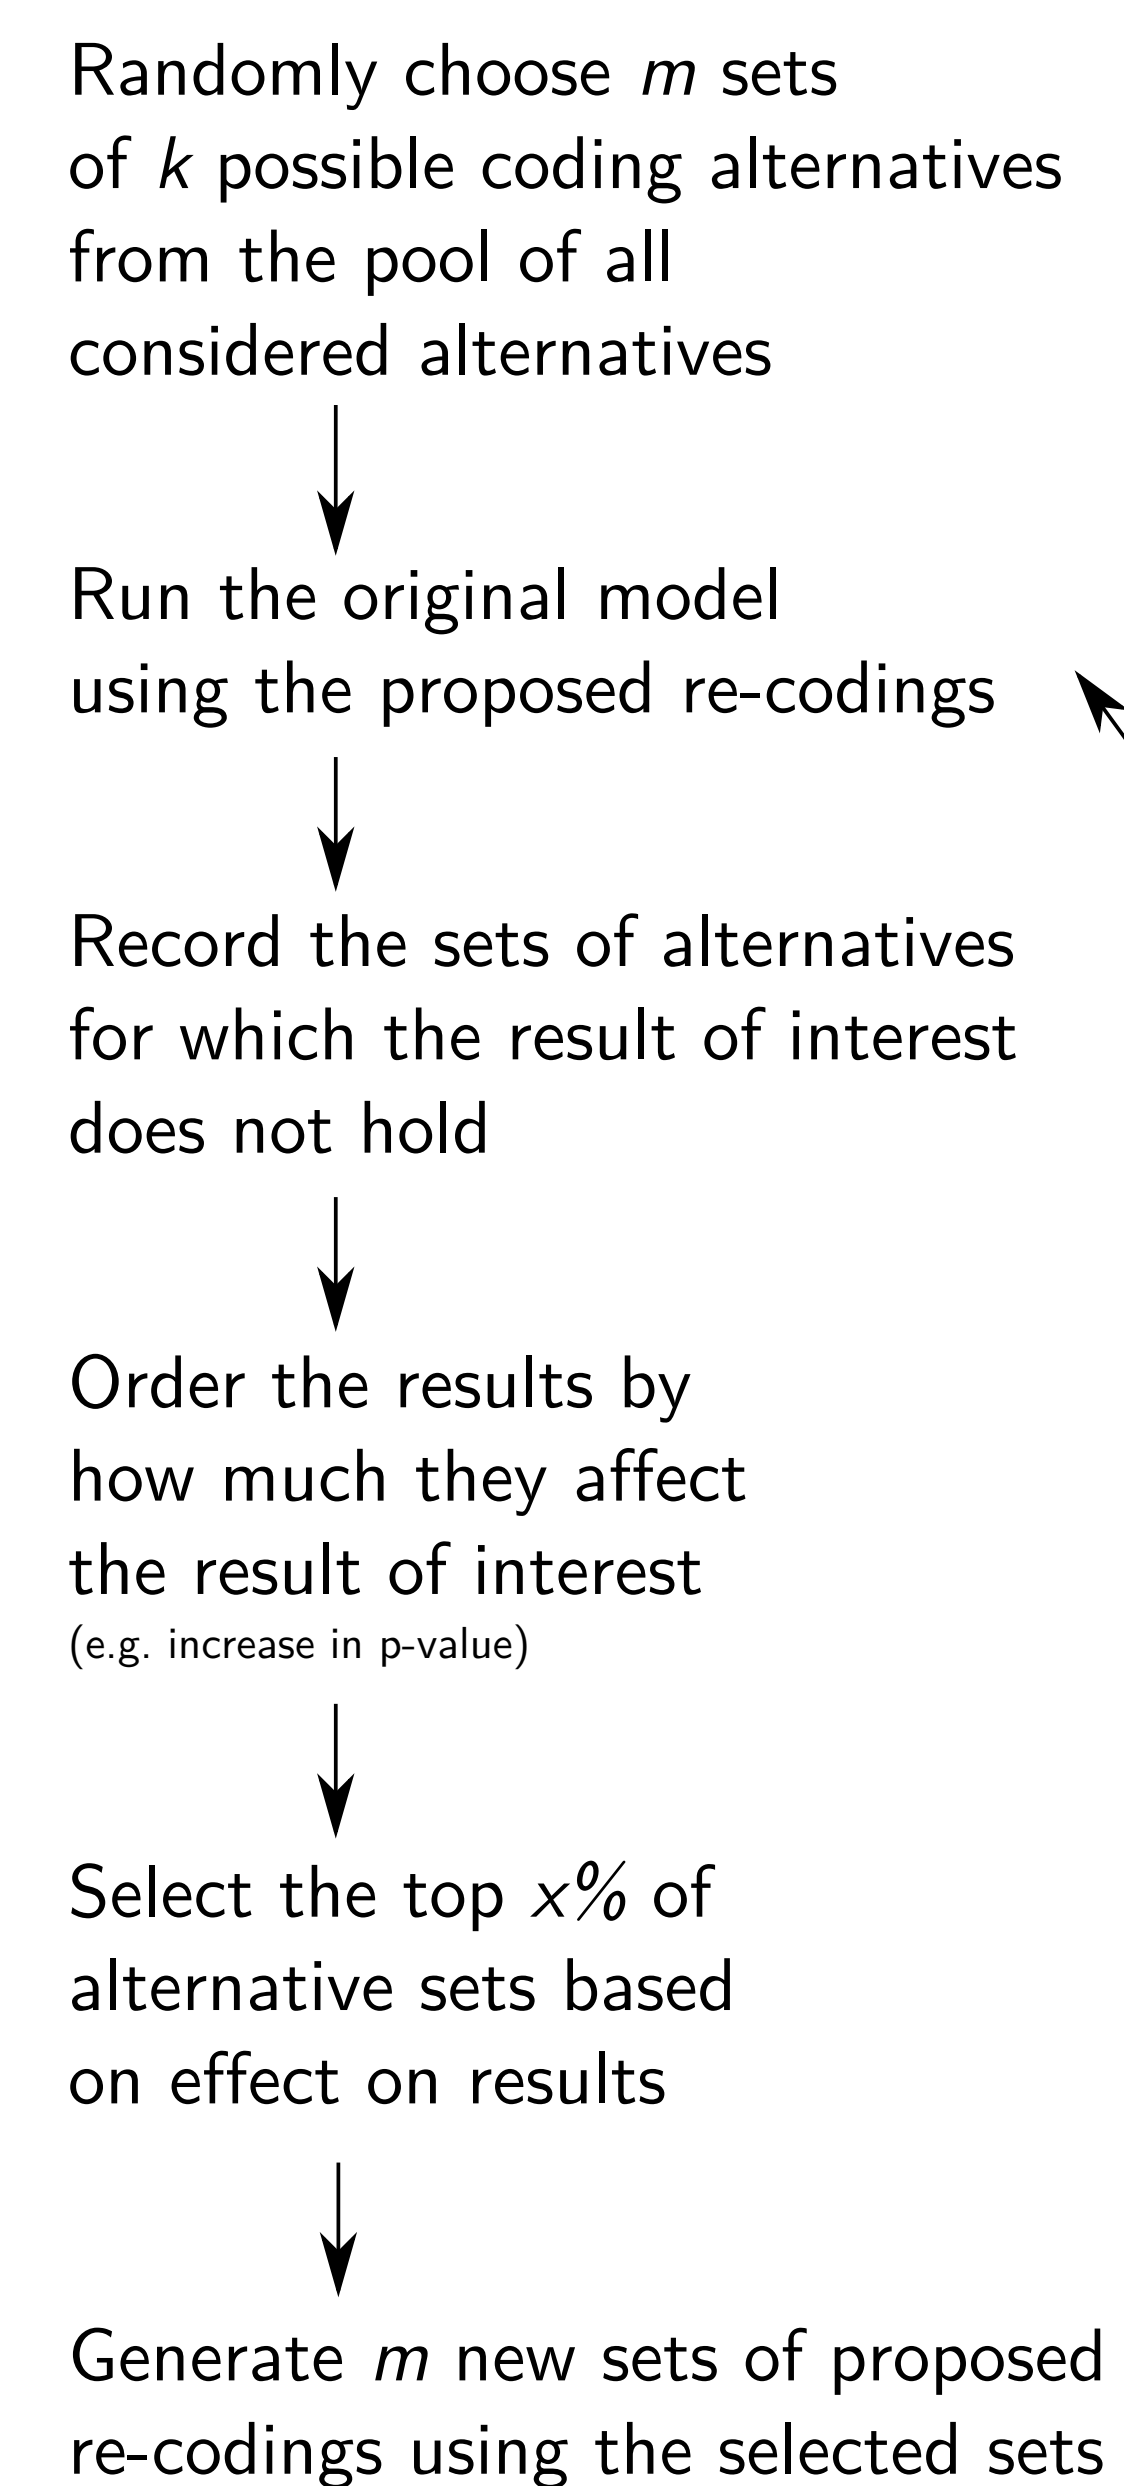 Randomly choose m sets
of k possible coding alternatives
from the pool of all
considered alternatives
Run the original model
using the proposed re-codings
Record the sets of alternatives
for which the result of interest
does not hold
Order the results by
how much they affect
the result of interest
(e.g. increase in p-value)
Select the top x% of
alternative sets based
on effect on results
Generate m new sets of proposed
re-codings using the selected sets